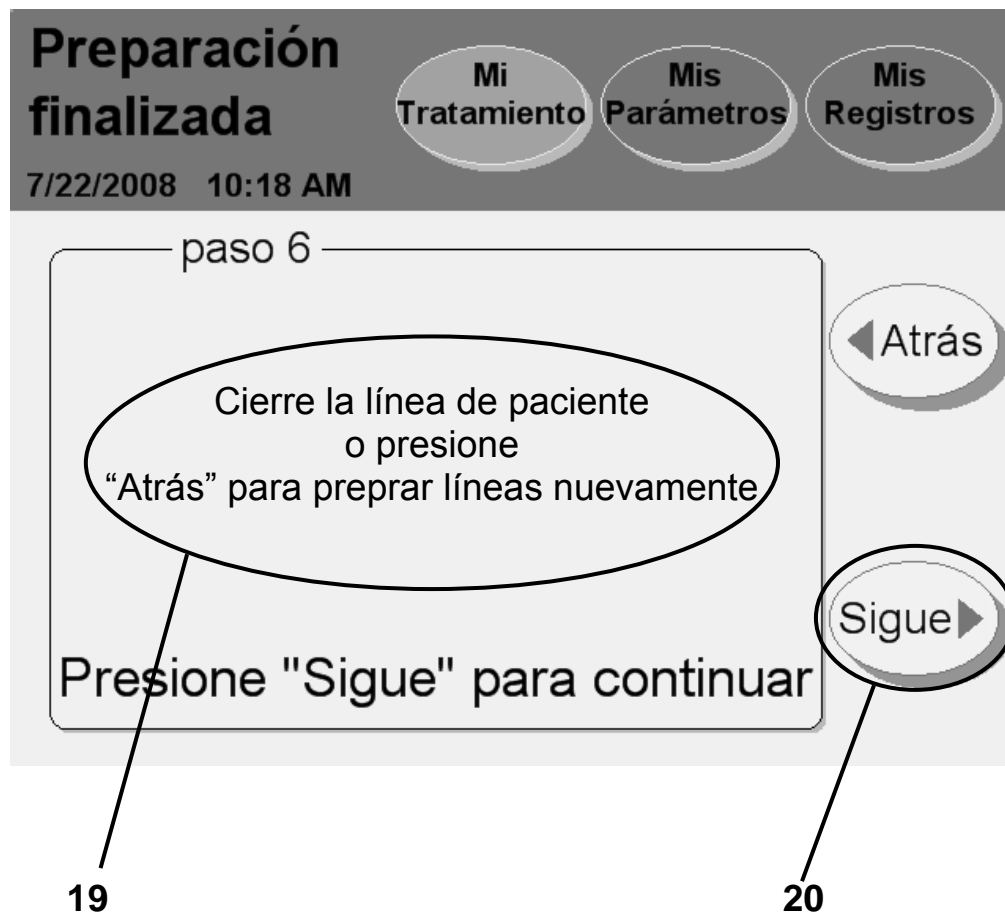 Preparación
finalizada
7/22/2008 10:18 AM
Mi
Tratamiento
Mis
Parámetros
Mis
Registros
paso 6
Cierre la línea de paciente
o presione
“Atrás” para preprar líneas nuevamente
Presione "Sigue" para continuar
Atrás
Sigue
19
20